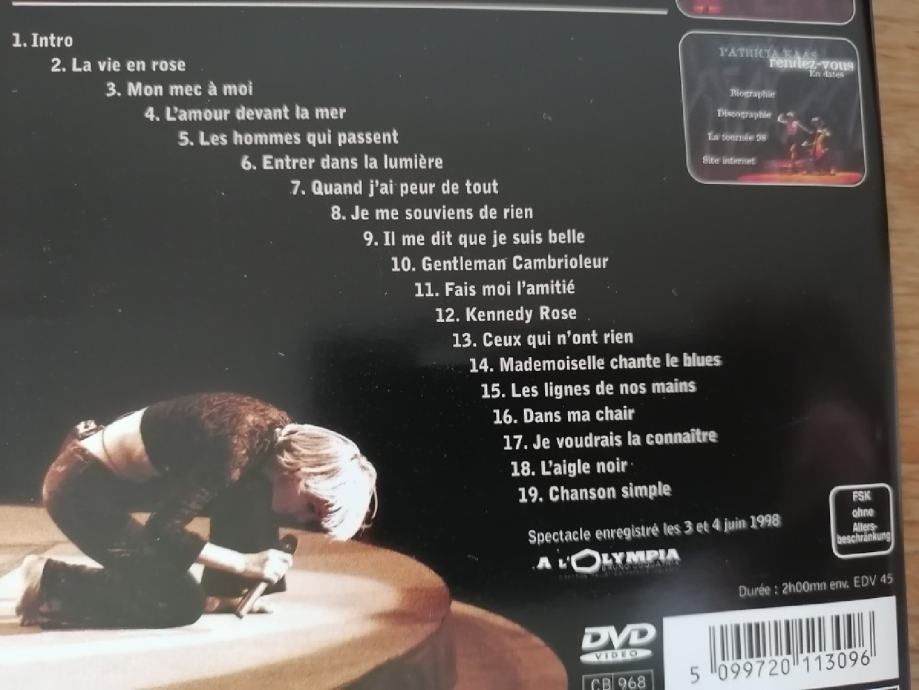 1. Intro
2. La vie en rose
3. Mon mec à moi
4. L'amour devant la mer
5. Les hommes qui passent
6. Entrer dans la lumière
7. Quand j'ai peur de tout
8. Je me souviens de rien
9. Il me dit que je suis belle
10. Gentleman Cambrioleur
11. Fais moi l'amitié
12. Kennedy Rose
13. Ceux qui n'ont rien
14. Mademoiselle chante le blues
15. Les lignes de nos mains
16. Dans ma chair
17. Je voudrais la connaître
18. L'aigle noir
19. Chanson simple
PATRICIA KAAS
rendez-vous
En dates
Biographie
Discographie
La tournée 98
Site internet
Spectacle enregistré les 3 et 4 juin 1998
A L'OLYMPIA
FSK
ohne
Alters-
beschränkung
Durée : 2h00mn env. EDV 45
DVD
VIDEO
CB 968
5 099720 113096